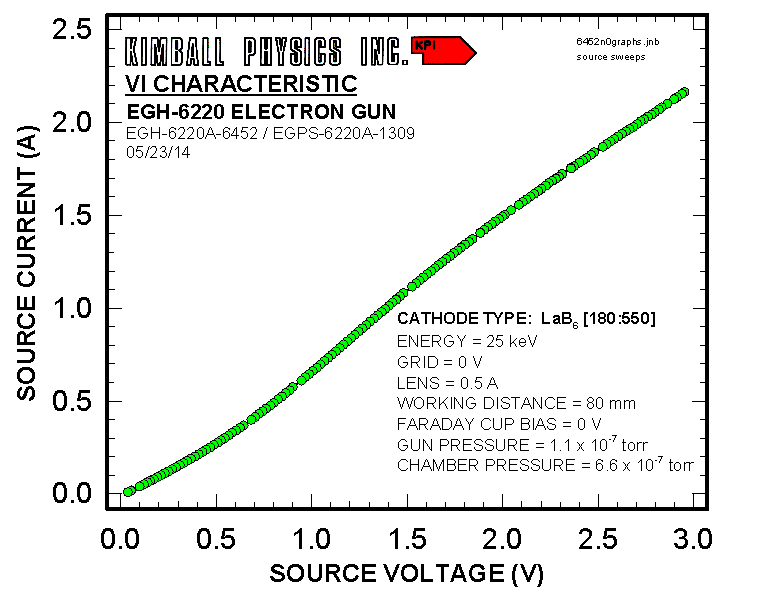 KIMBALL PHYSICS INC. KPI
6452n0graphs.jnb
source sweeps
VI CHARACTERISTIC
EGH-6220 ELECTRON GUN
EGH-6220A-6452 / EGPS-6220A-1309
05/23/14
SOURCE CURRENT (A)
2.5
2.0
1.5
1.0
0.5
0.0
CATHODE TYPE: LaB₆ [180:550]
ENERGY = 25 keV
GRID = 0 V
LENS = 0.5 A
WORKING DISTANCE = 80 mm
FARADAY CUP BIAS = 0 V
GUN PRESSURE = 1.1 x 10⁻⁷ torr
CHAMBER PRESSURE = 6.6 x 10⁻⁷ torr
0.0 0.5 1.0 1.5 2.0 2.5 3.0
SOURCE VOLTAGE (V)